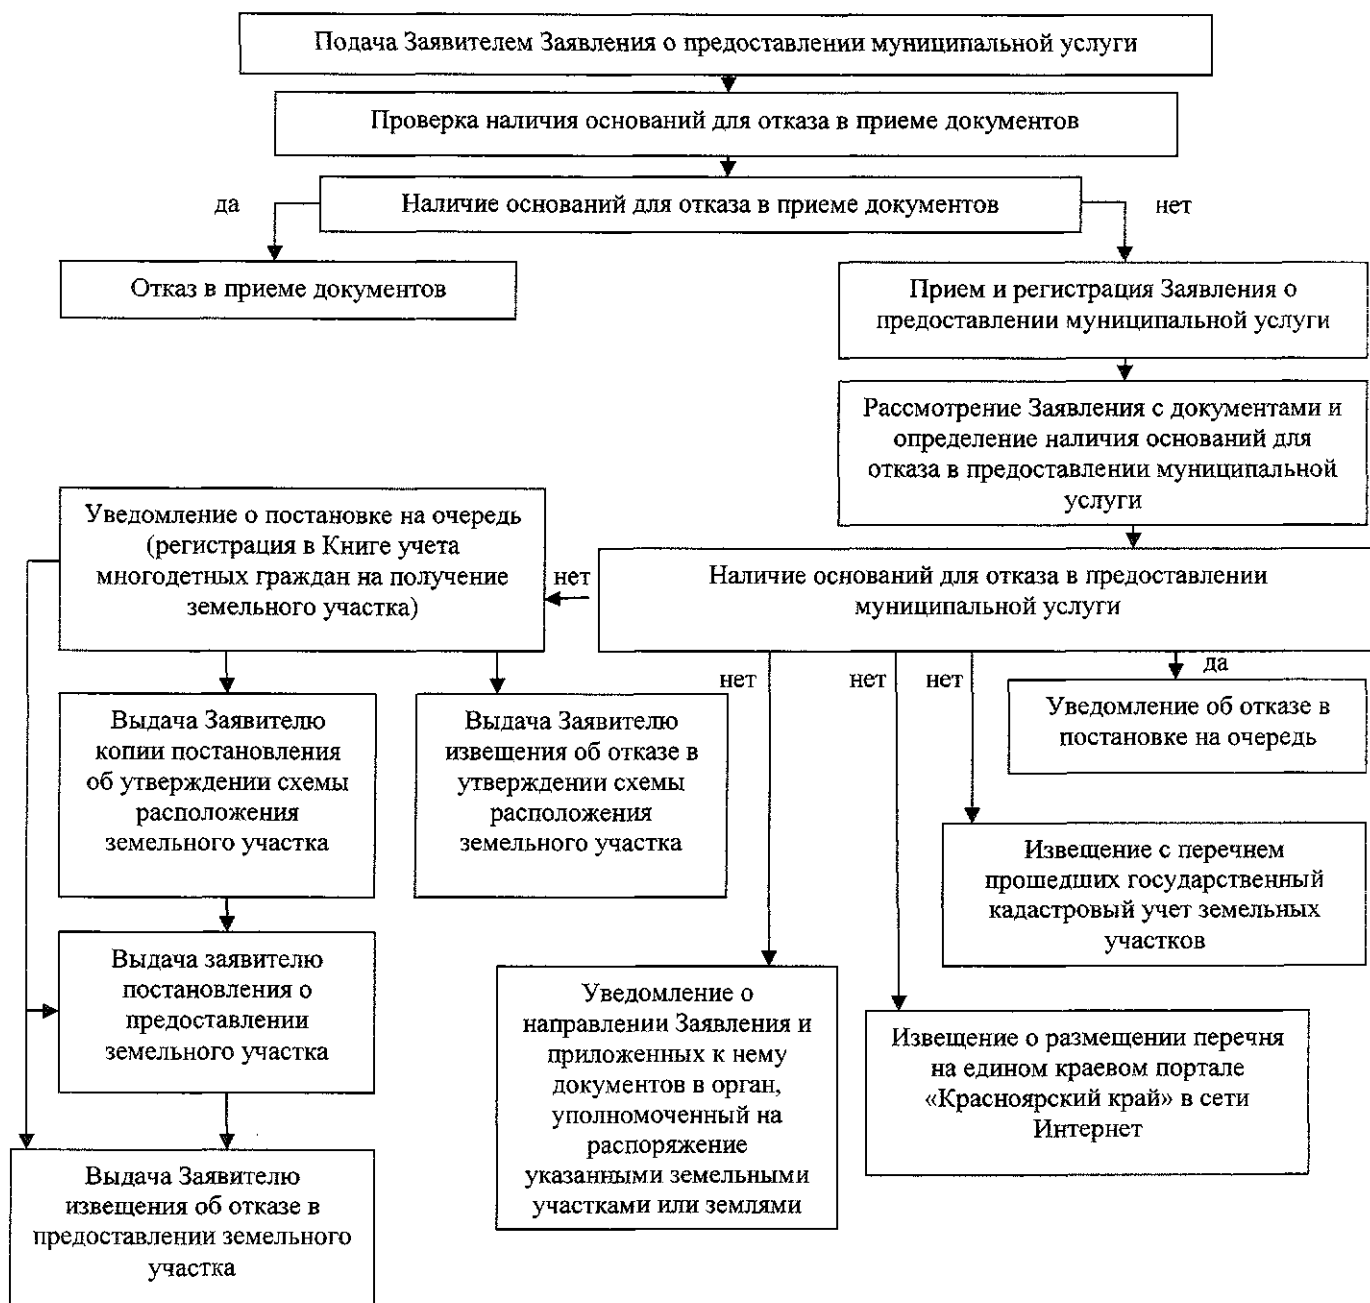 Подача Заявителем Заявления о предоставлении муниципальной услуги
Проверка наличия оснований для отказа в приеме документов
да
Наличие оснований для отказа в приеме документов
нет
Отказ в приеме документов
Прием и регистрация Заявления о
предоставлении муниципальной услуги
Рассмотрение Заявления с документами и
определение наличия оснований для
отказа в предоставлении муниципальной
услуги
Уведомление о постановке на очередь
(регистрация в Книге учета
многодетных граждан на получение
земельного участка)
нет
Наличие оснований для отказа в предоставлении
муниципальной услуги
нет
нет
нет
да
Уведомление об отказе в
постановке на очередь
Выдача Заявителю
копии постановления
об утверждении схемы
расположения
земельного участка
Выдача Заявителю
извещения об отказе в
утверждении схемы
расположения
земельного участка
Извещение с перечнем
прошедших государственный
кадастровый учет земельных
участков
Выдача заявителю
постановления о
предоставлении
земельного участка
Уведомление о
направлении Заявления и
приложенных к нему
документов в орган,
уполномоченный на
распоряжение
указанными земельными
участками или землями
Извещение о размещении перечня
на едином краевом портале
«Красноярский край» в сети
Интернет
Выдача Заявителю
извещения об отказе в
предоставлении земельного
участка